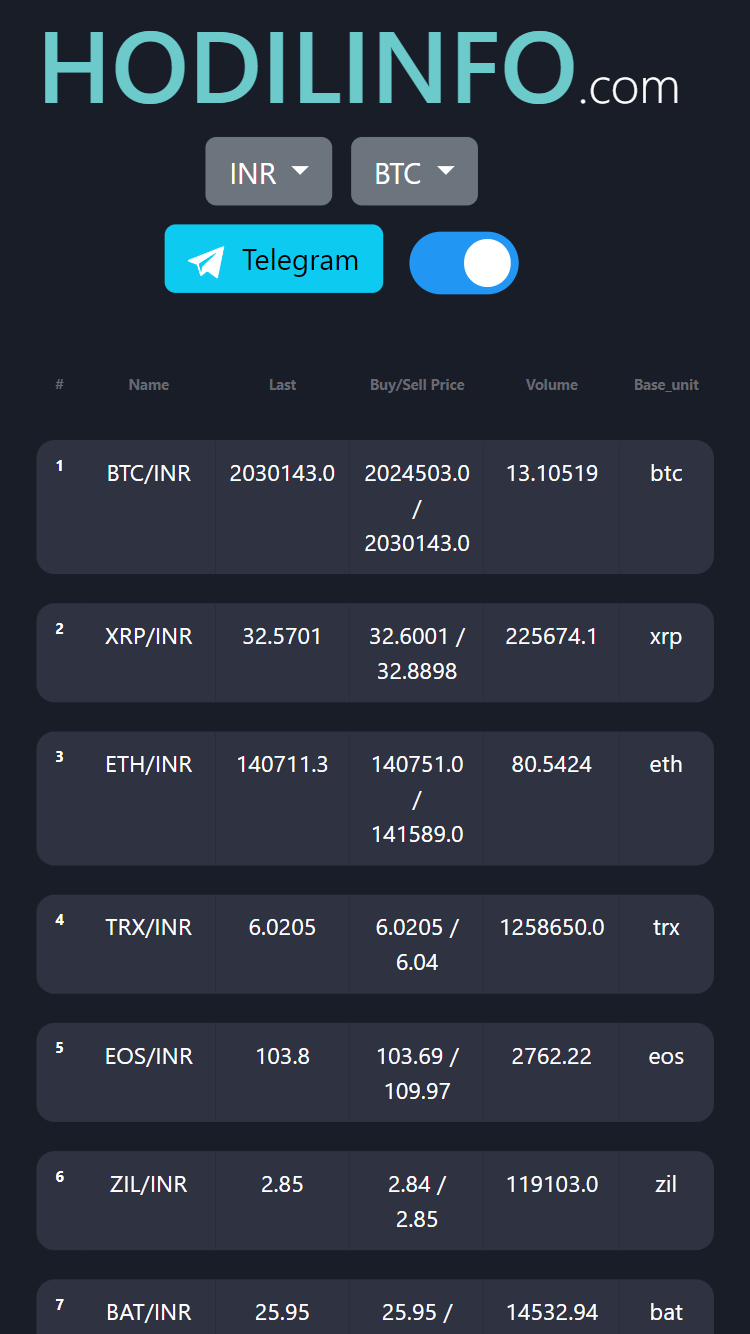 HODILINFO.com
INR BTC
Telegram
# Name Last Buy/Sell Price Volume Base_unit
1 BTC/INR 2030143.0 2024503.0 13.10519 btc
/
2030143.0
2 XRP/INR 32.5701 32.6001 / 225674.1 xrp
32.8898
3 ETH/INR 140711.3 140751.0 80.5424 eth
/
141589.0
4 TRX/INR 6.0205 6.0205 / 1258650.0 trx
6.04
5 EOS/INR 103.8 103.69 / 2762.22 eos
109.97
6 ZIL/INR 2.85 2.84 / 119103.0 zil
2.85
7 BAT/INR 25.95 25.95 / 14532.94 bat